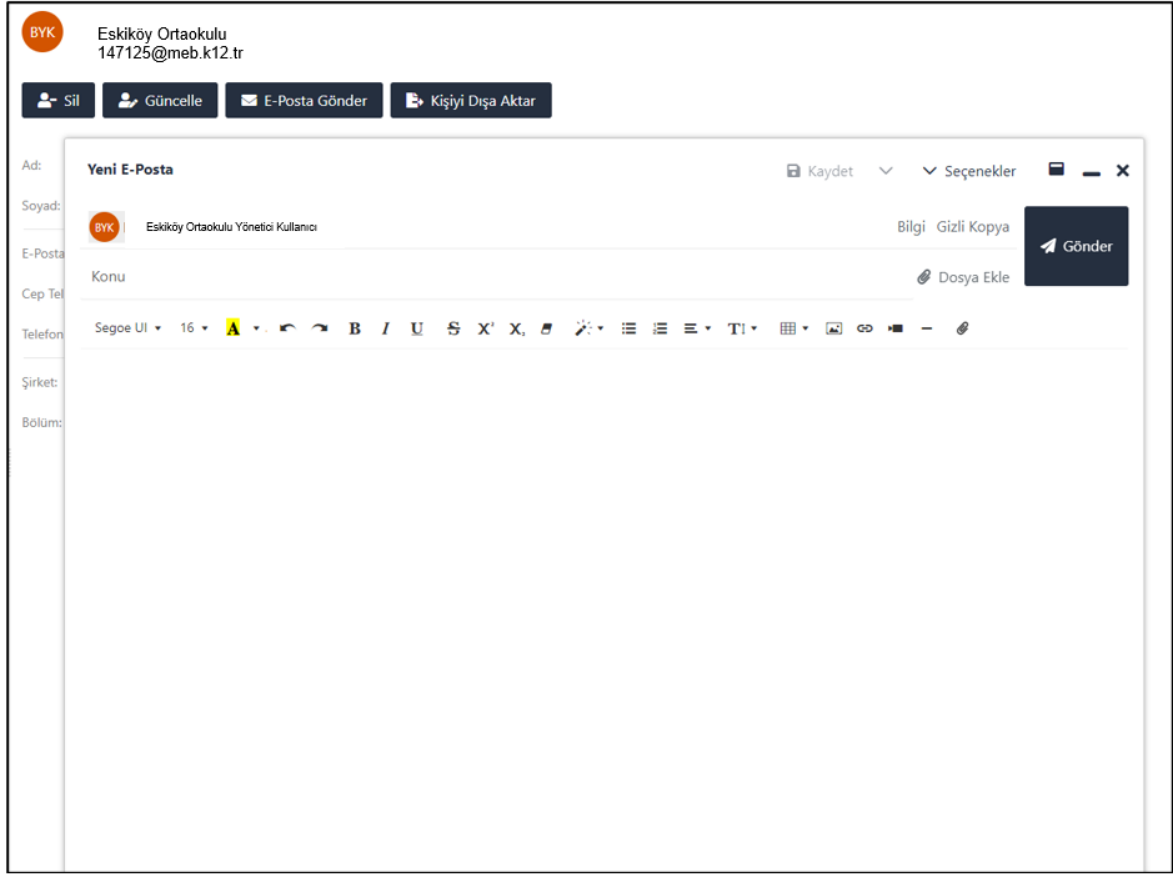 BYK
Eskiköy Ortaokulu
147125@meb.k12.tr
Sil Güncelle E-Posta Gönder Kişiyi Dışa Aktar
Ad:
Yeni E-Posta Kaydet Seçenekler
Soyad:
BYK Eskiköy Ortaokulu Yönetici Kullanıcı Bilgi Gizli Kopya
Gönder
E-Posta
Konu Dosya Ekle
Cep Tel
Segoe UI 16 A B I U S X² X, T
Telefon
Şirket:
Bölüm: